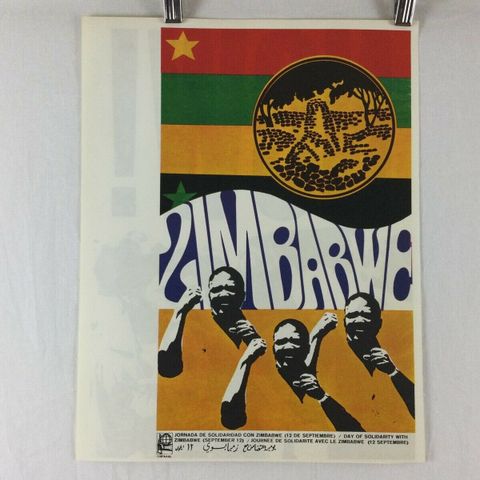 ZIMBABWE
JORNADA DE SOLIDARIDAD CON ZIMBABWE (12 DE SEPTIEMBRE) / DAY OF SOLIDARITY WITH
ZIMBABWE (SEPTEMBER 12) / JOURNEE DE SOLIDARITE AVEC LE ZIMBABWE (12 SEPTEMBRE)